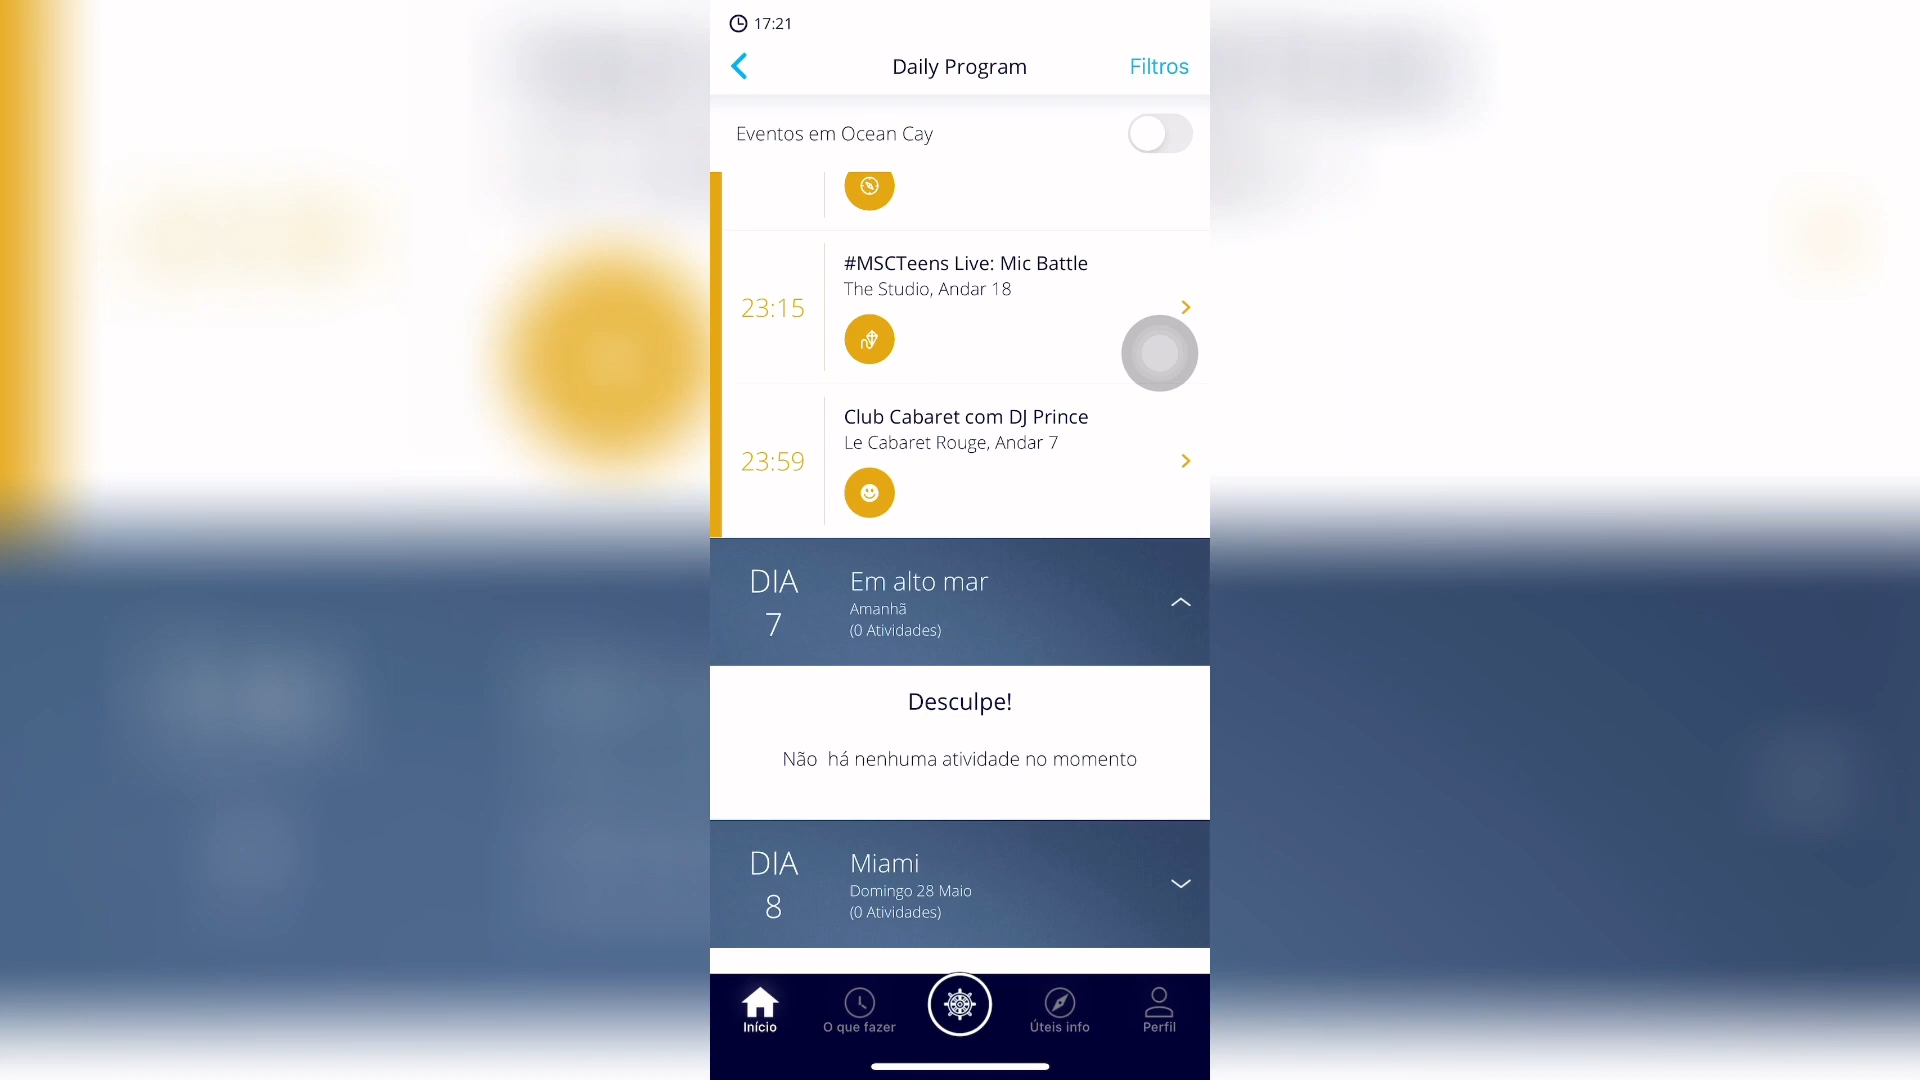 17:21
Daily Program
Filtros
Eventos em Ocean Cay
23:15
#MSCTeens Live: Mic Battle
The Studio, Andar 18
23:59
Club Cabaret com DJ Prince
Le Cabaret Rouge, Andar 7
DIA
7
Em alto mar
Amanhã
(0 Atividades)
Desculpe!
Não há nenhuma atividade no momento
DIA
8
Miami
Domingo 28 Maio
(0 Atividades)
Início
O que fazer
Úteis info
Perfil